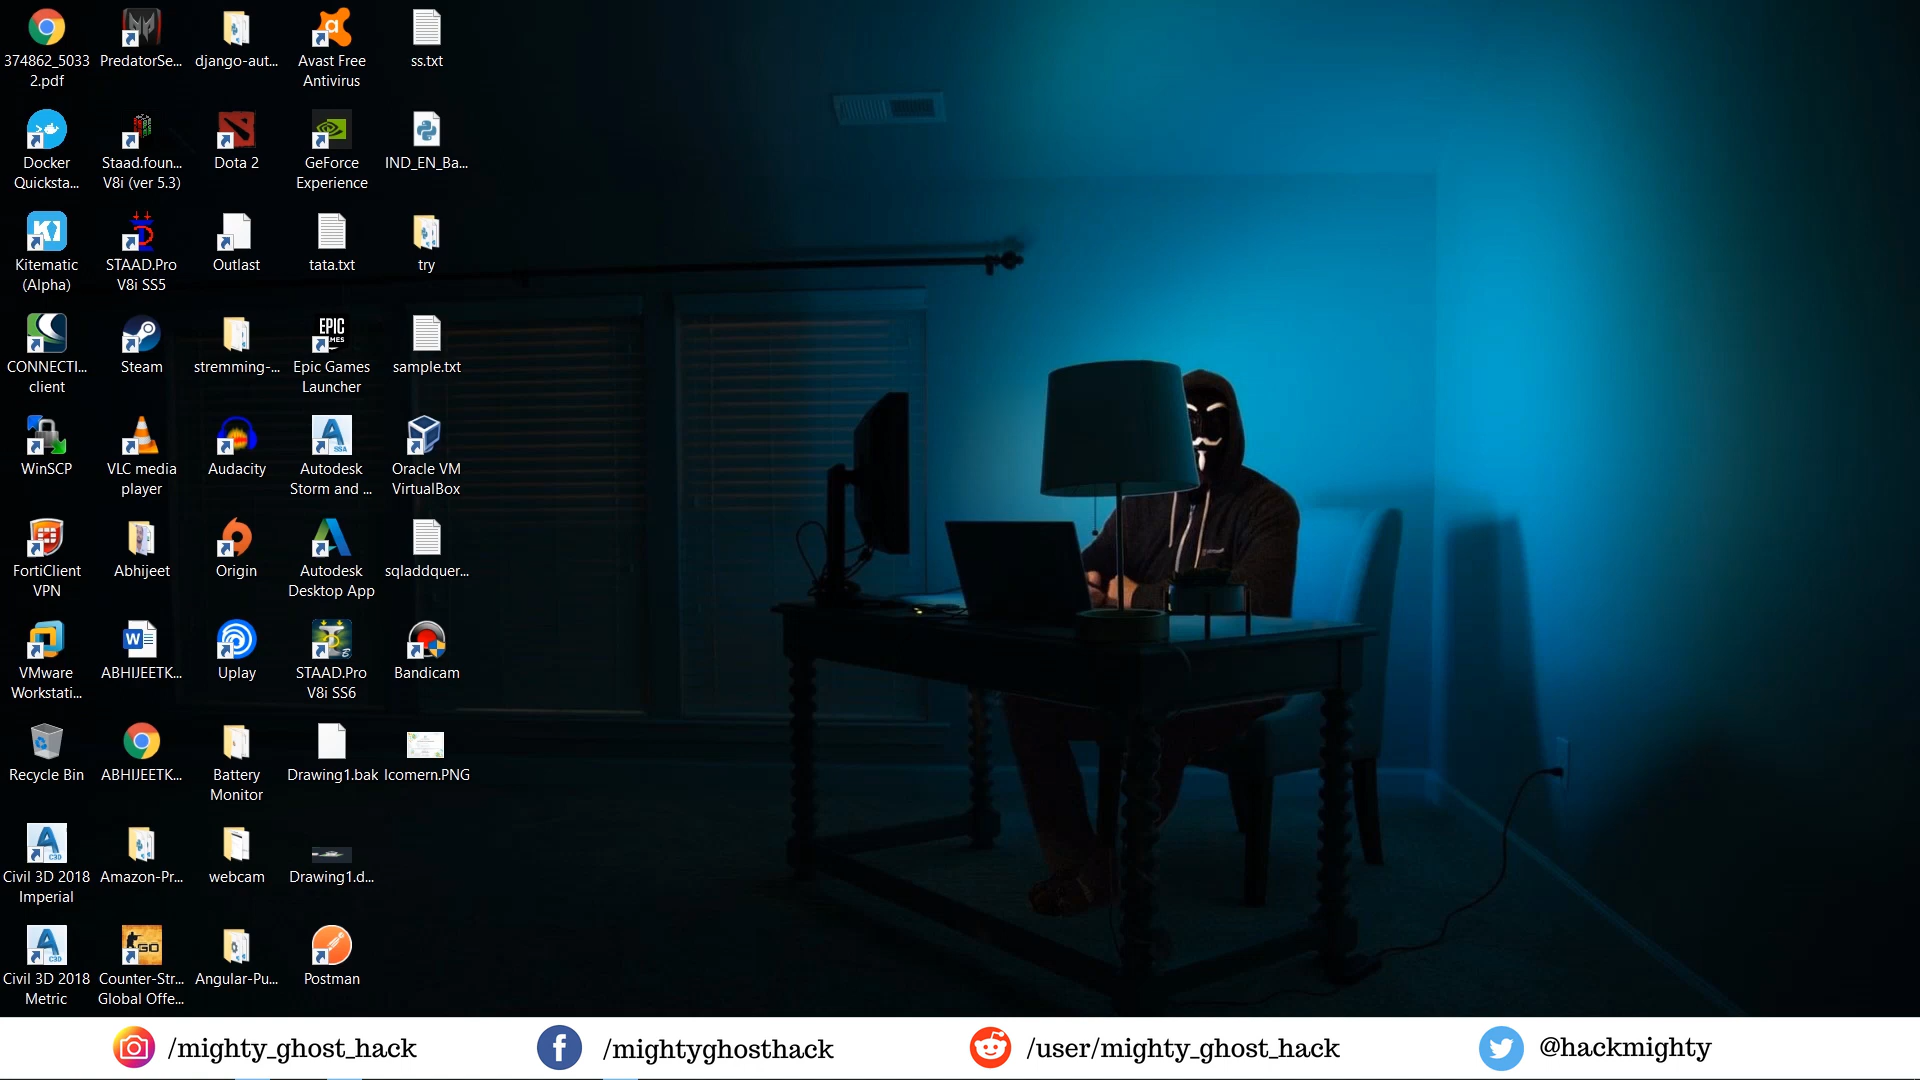 374862_5033
2.pdf
PredatorSe...
django-aut...
Avast Free
Antivirus
ss.txt
Docker
Quicksta...
Staad.foun...
V8i (ver 5.3)
Dota 2
GeForce
Experience
IND_EN_Ba...
Kitematic
(Alpha)
STAAD.Pro
V8i SS5
Outlast
tata.txt
try
CONNECTI...
client
Steam
stremming-...
EPIC
Epic Games
Launcher
sample.txt
WinSCP
VLC media
player
Audacity
SSA
Autodesk
Storm and ...
Oracle VM
VirtualBox
FortiClient
VPN
Abhijeet
Origin
Autodesk
Desktop App
sqladdquer...
VMware
Workstati...
ABHIJEETK...
Uplay
STAAD.Pro
V8i SS6
Bandicam
Recycle Bin
ABHIJEETK...
Battery
Monitor
Drawing1.bak
Icomern.PNG
C3D
Civil 3D 2018
Imperial
Amazon-Pr...
webcam
Drawing1.d...
C3D
Civil 3D 2018
Metric
GO
Counter-Str...
Global Offe...
Angular-Pu...
Postman
/mighty_ghost_hack
/mightyghosthack
/user/mighty_ghost_hack
@hackmighty